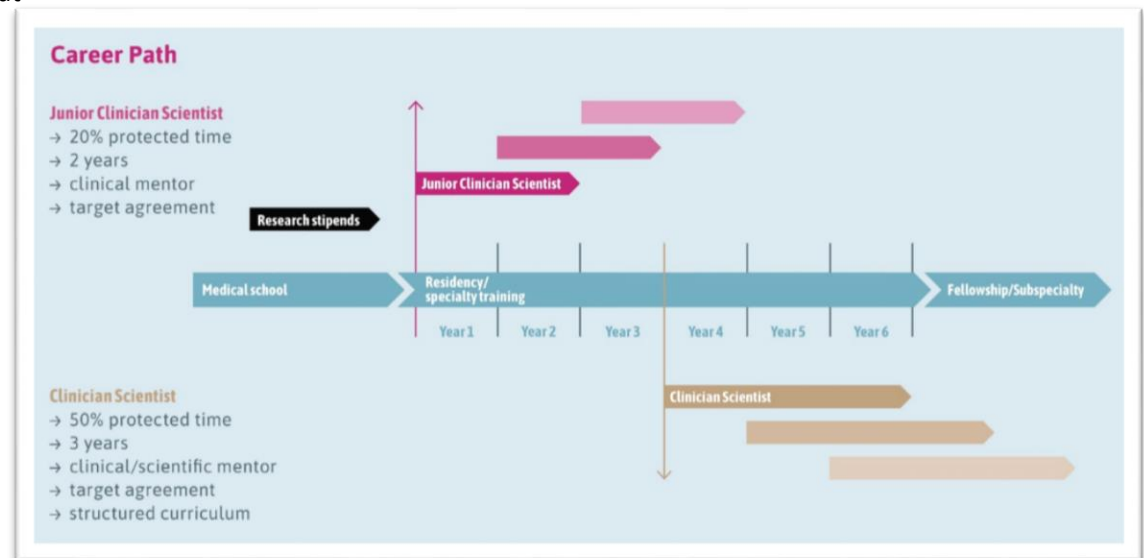 Career Path
Junior Clinician Scientist
→ 20% protected time
→ 2 years
→ clinical mentor
→ target agreement
Junior Clinician Scientist
Research stipends
Medical school
Residency/
specialty training
Fellowship/Subspecialty
Year 1
Year 2
Year 3
Year 4
Year 5
Year 6
Clinician Scientist
→ 50% protected time
→ 3 years
→ clinical/scientific mentor
→ target agreement
→ structured curriculum
Clinician Scientist